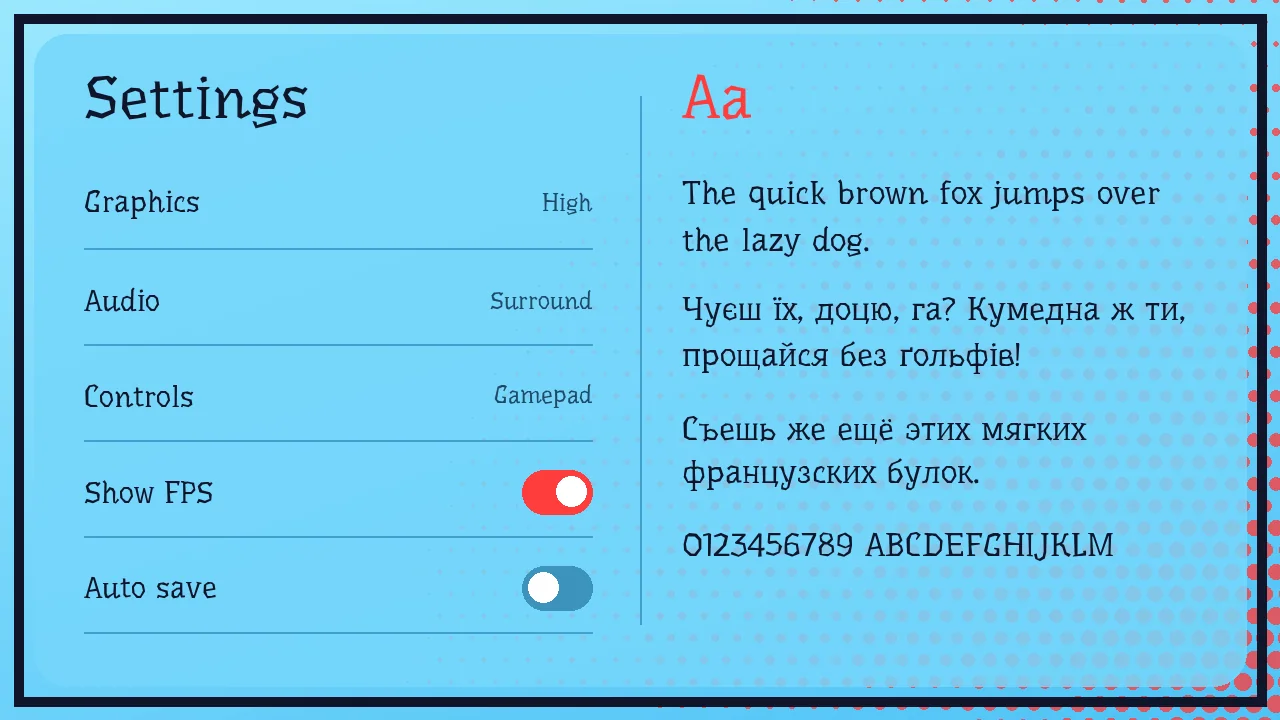 Settings
Graphics High
Audio Surround
Controls Gamepad
Show FPS
Auto save
Aa
The quick brown fox jumps over
the lazy dog.
Чуєш їх, доцю, га? Кумедна ж ти,
прощайся без ґольфів!
Съешь же ещё этих мягких
французских булок.
0123456789 ABCDEFGHIJKLM